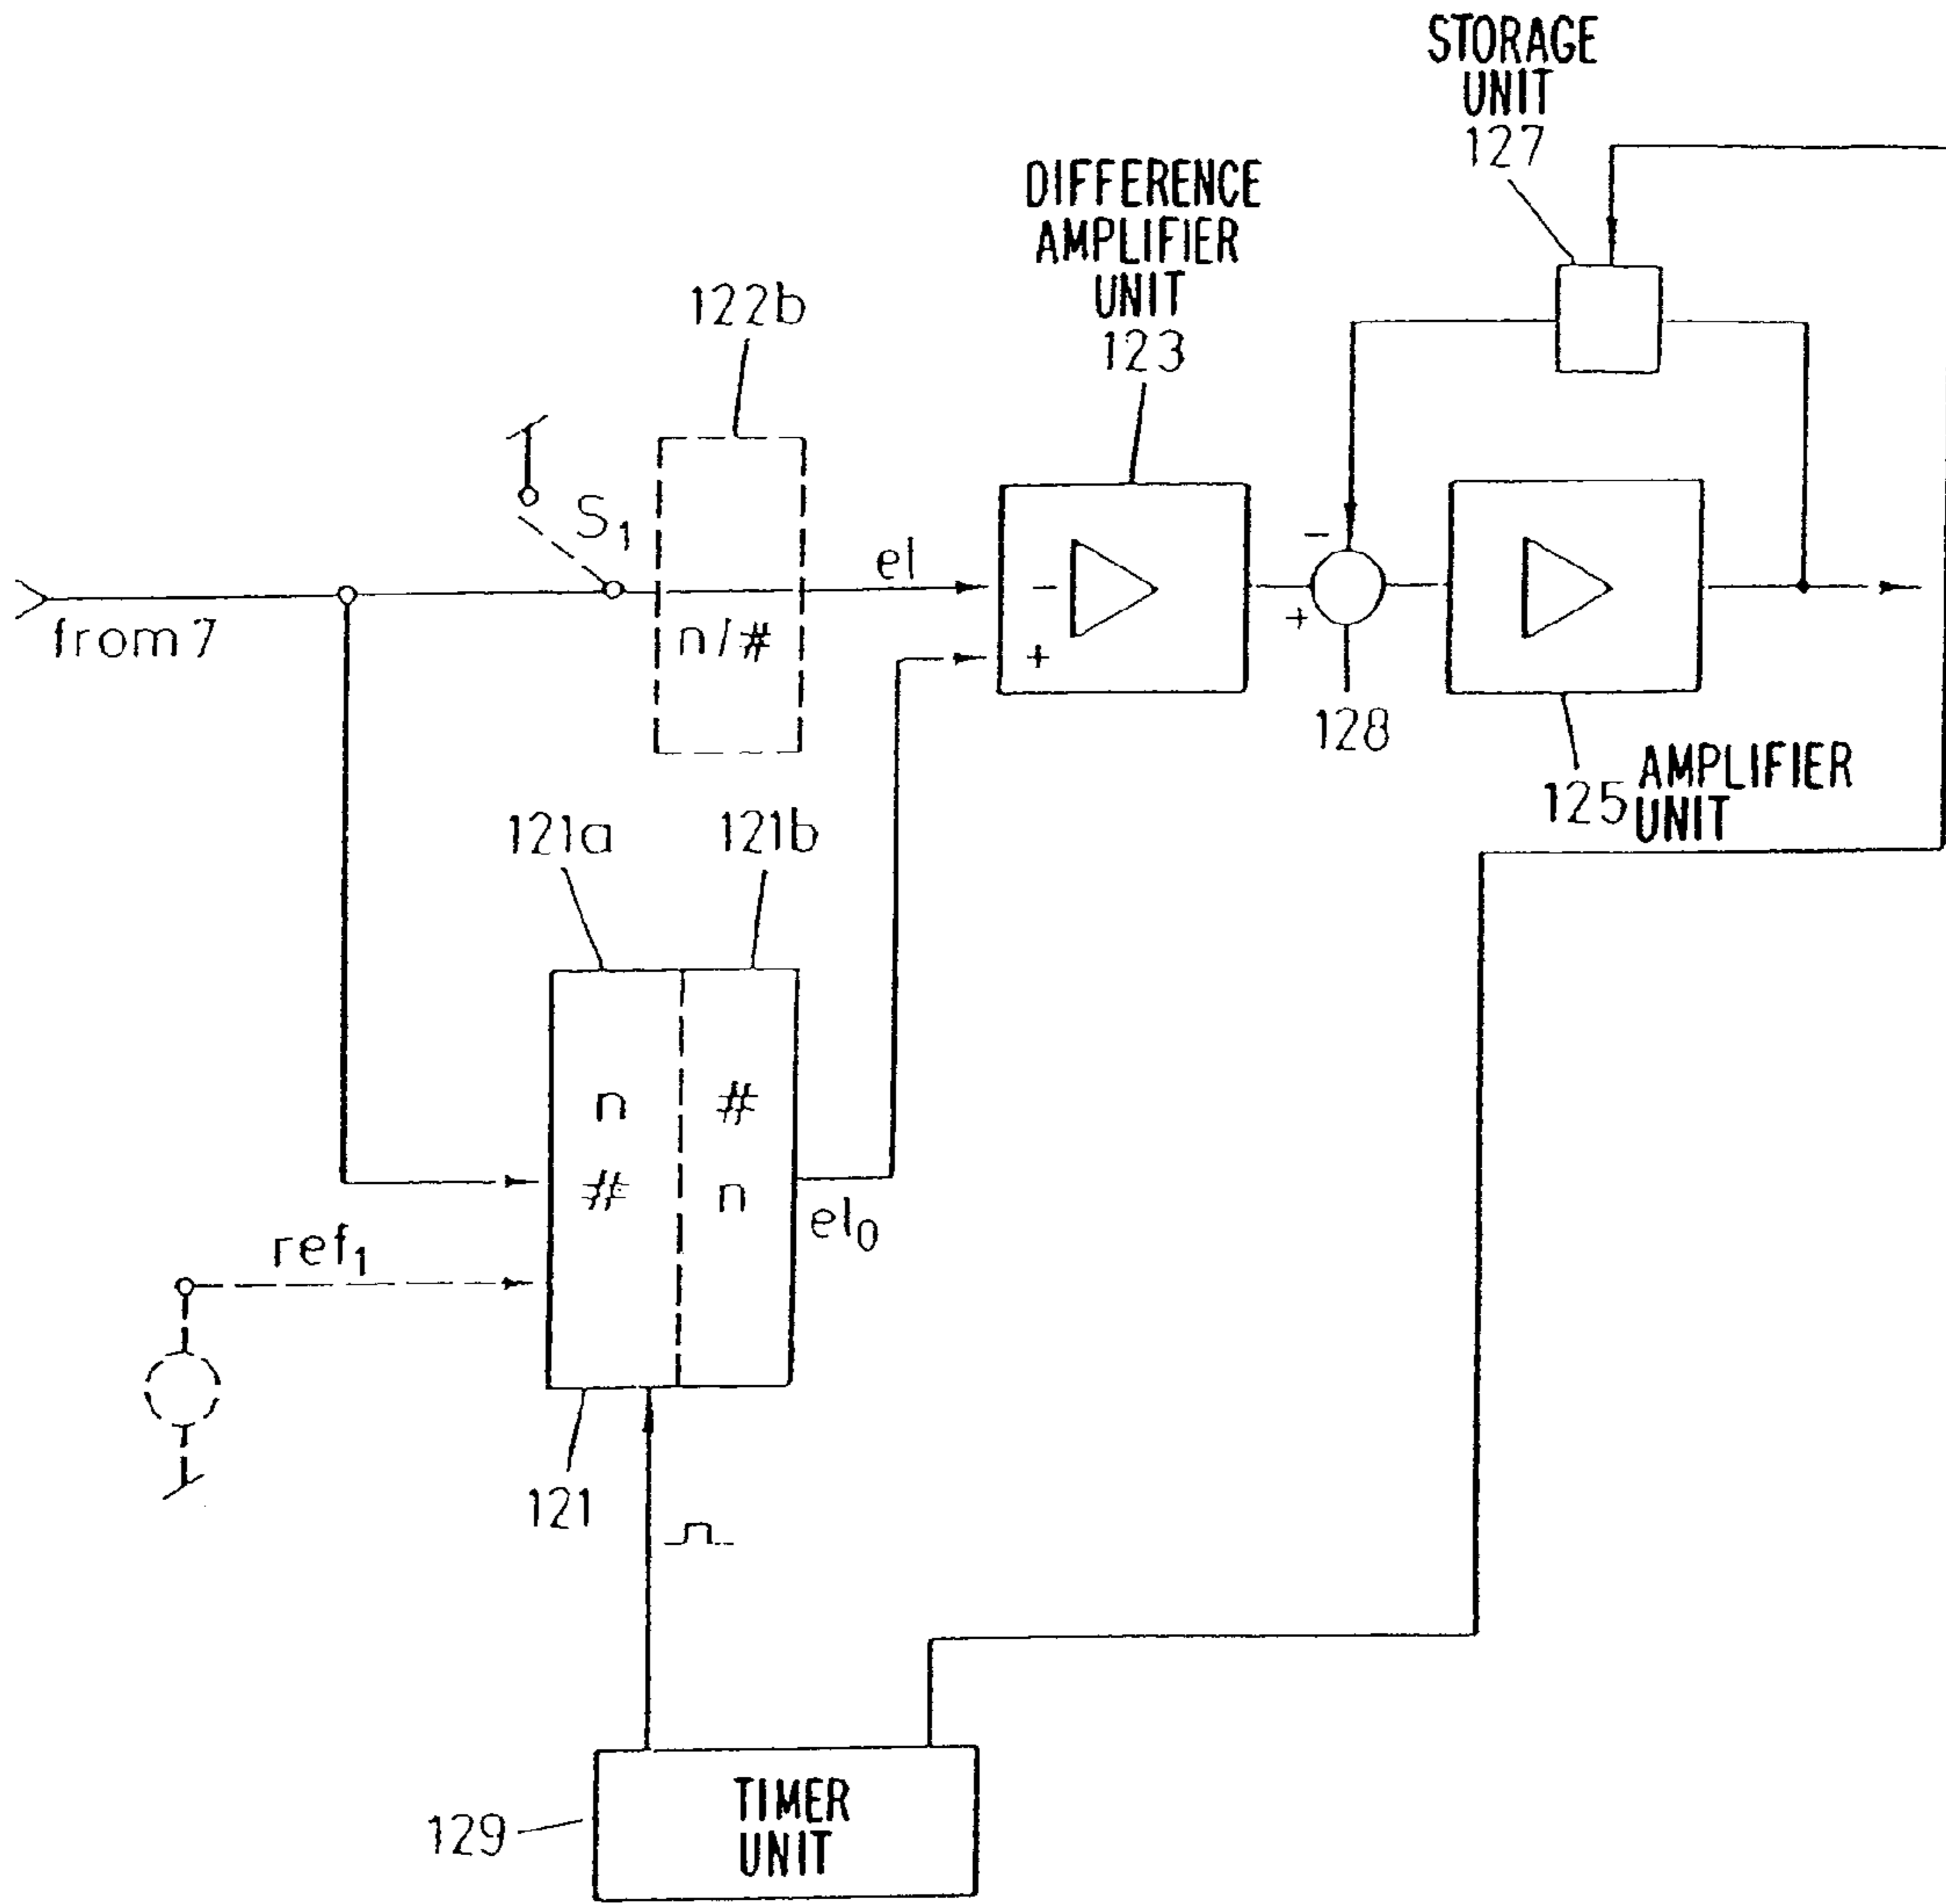 STORAGE
UNIT
127
DIFFERENCE
AMPLIFIER
UNIT
123
122b
S₁
el
-
+
-
+
from 7
n/#
128
125
AMPLIFIER
UNIT
121a
121b
n
#
#
n
el₀
ref₁
121
129
TIMER
UNIT